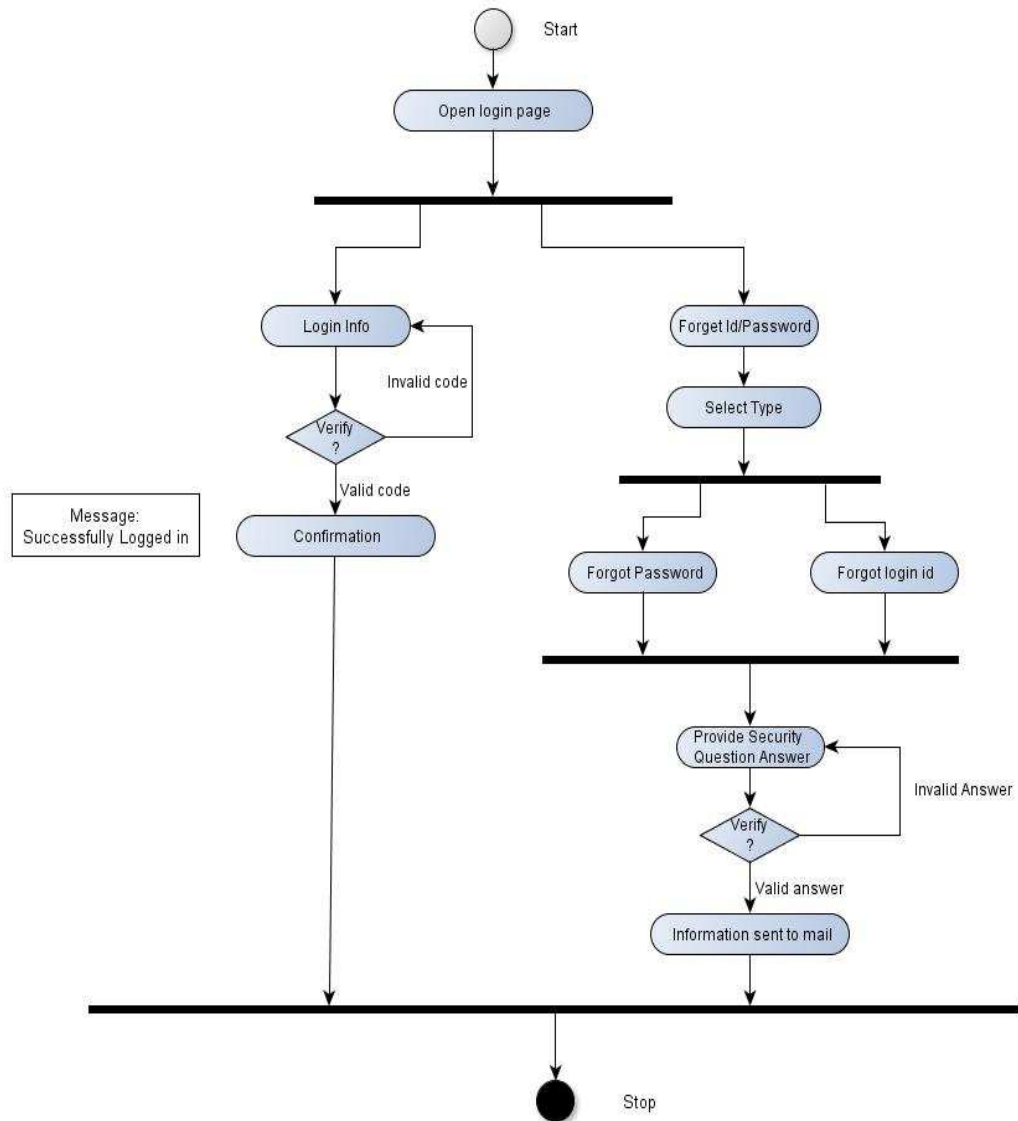 Start
Open login page
Login Info
Forget Id/Password
Invalid code
Select Type
Verify
?
Valid code
Message:
Successfully Logged in
Confirmation
Forgot Password
Forgot login id
Provide Security
Question Answer
Invalid Answer
Verify
?
Valid answer
Information sent to mail
Stop